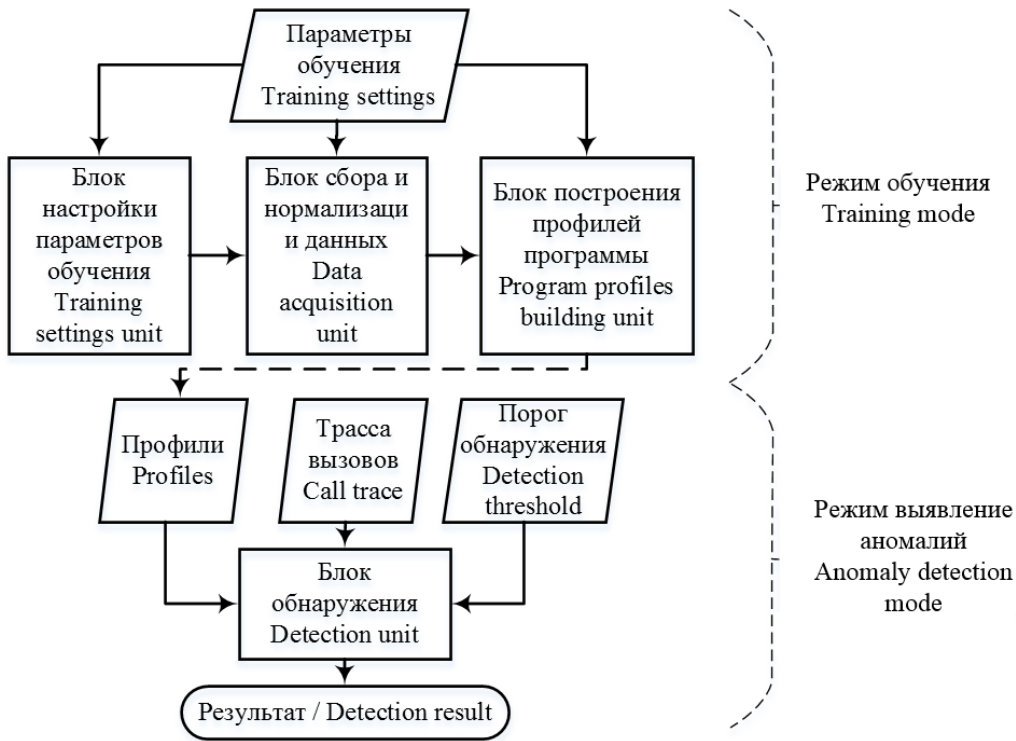 Параметры
обучения
Training settings
Блок
настройки
параметров
обучения
Training
settings unit
Блок сбора и
нормализаци
и данных
Data
acquisition
unit
Блок построения
профилей
программы
Program profiles
building unit
Режим обучения
Training mode
Профили
Profiles
Трасса
вызовов
Call trace
Порог
обнаружения
Detection
threshold
Блок
обнаружения
Detection unit
Результат / Detection result
Режим выявление
аномалий
Anomaly detection
mode